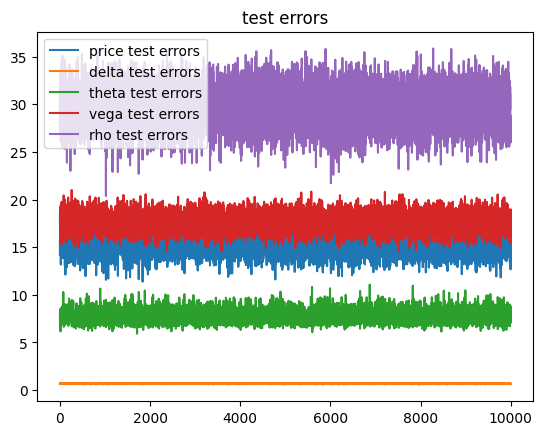 test errors
price test errors
delta test errors
theta test errors
vega test errors
rho test errors
35
30
25
20
15
10
5
0
0 2000 4000 6000 8000 10000